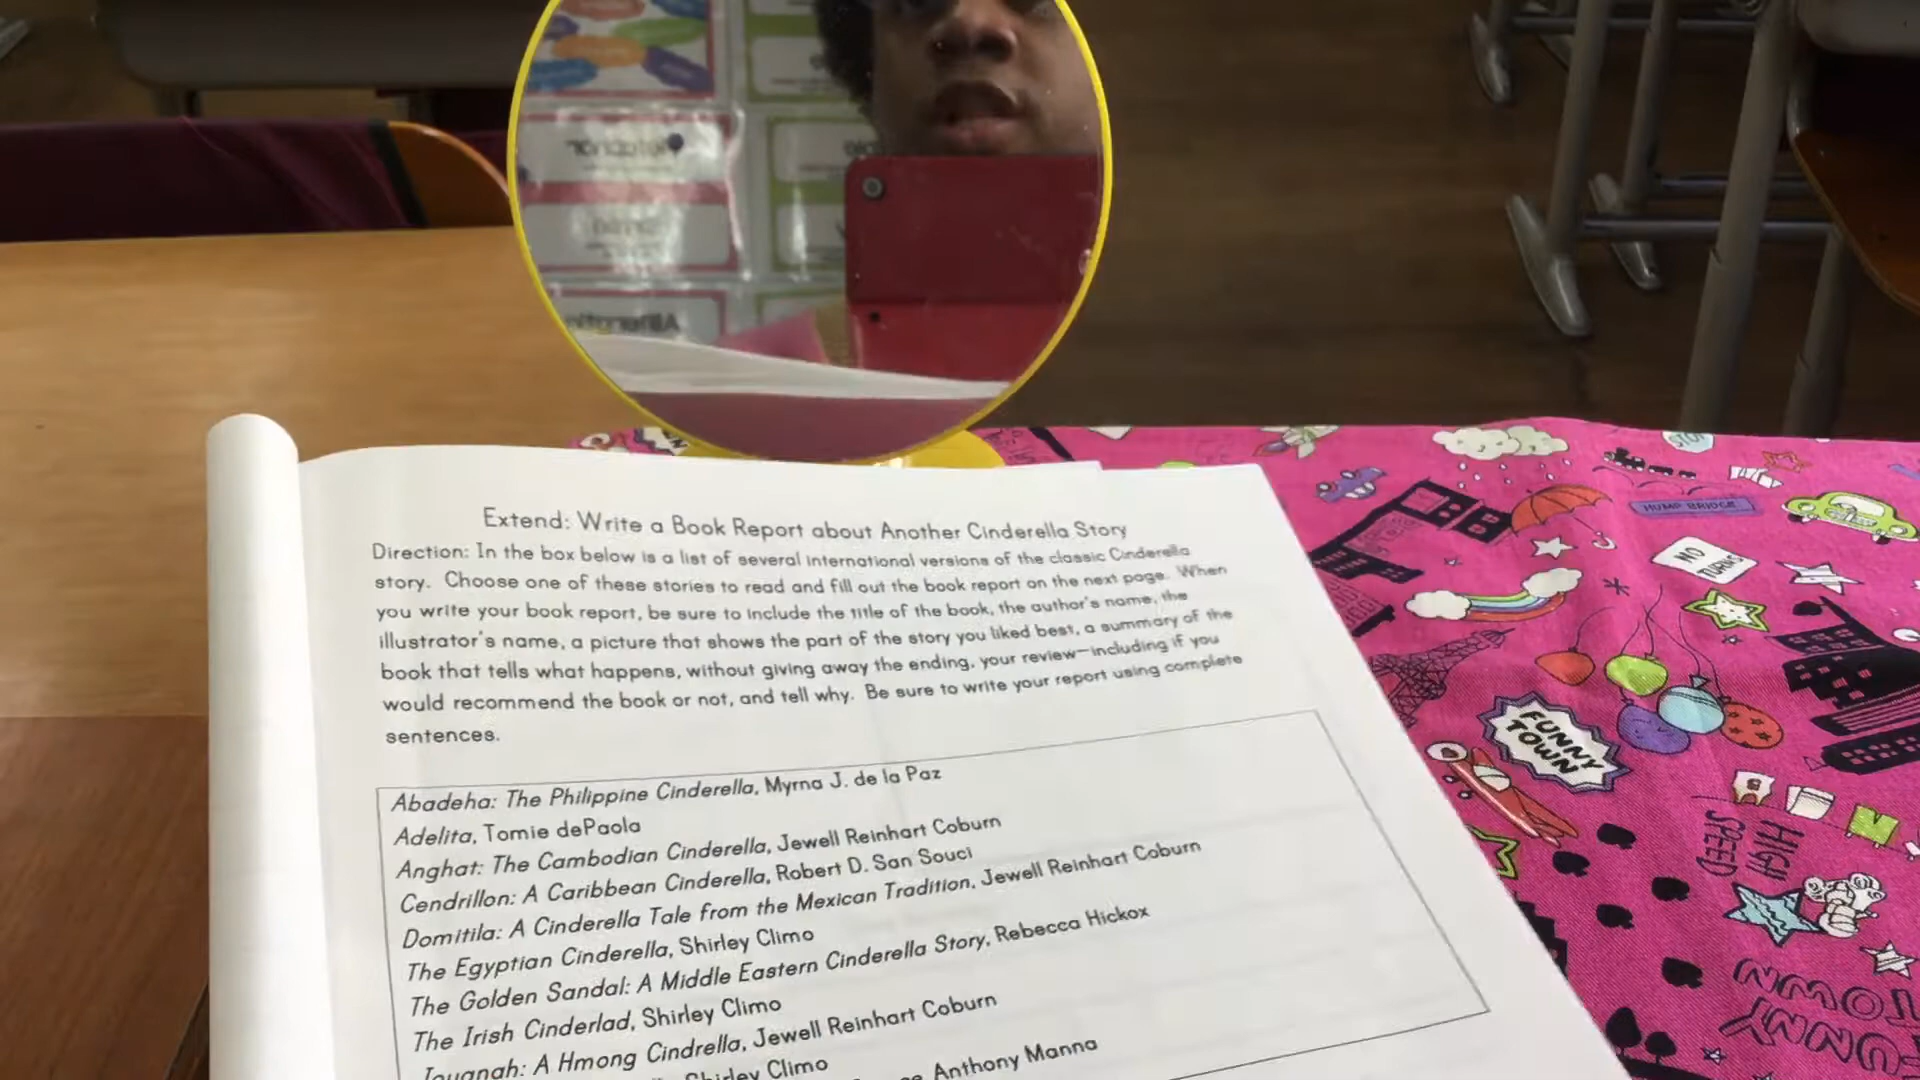 Extend: Write a Book Report about Another Cinderella Story
Direction: In the box below is a list of several international versions of the classic Cinderella
story. Choose one of these stories to read and fill out the book report on the next page. When
you write your book report, be sure to include the title of the book, the author's name, the
illustrator's name, a picture that shows the part of the story you liked best, a summary of the
book that tells what happens, without giving away the ending, your review—including if you
would recommend the book or not, and tell why. Be sure to write your report using complete
sentences.
Abadeha: The Philippine Cinderella, Myrna J. de la Paz
Adelita, Tomie dePaola
Anghat: The Cambodian Cinderella, Jewell Reinhart Coburn
Cendrillon: A Caribbean Cinderella, Robert D. San Souci
Domitila: A Cinderella Tale from the Mexican Tradition, Jewell Reinhart Coburn
The Egyptian Cinderella, Shirley Climo
The Golden Sandal: A Middle Eastern Cinderella Story, Rebecca Hickox
The Irish Cinderlad, Shirley Climo
Jouanah: A Hmong Cindrella, Jewell Reinhart Coburn
Shirley Climo
Anthony Manna
HUMP BRIDGE
NO
TURNS
FUNNY
TOWN
HIGH
SPEED
FUNNY
TOWN
STOP